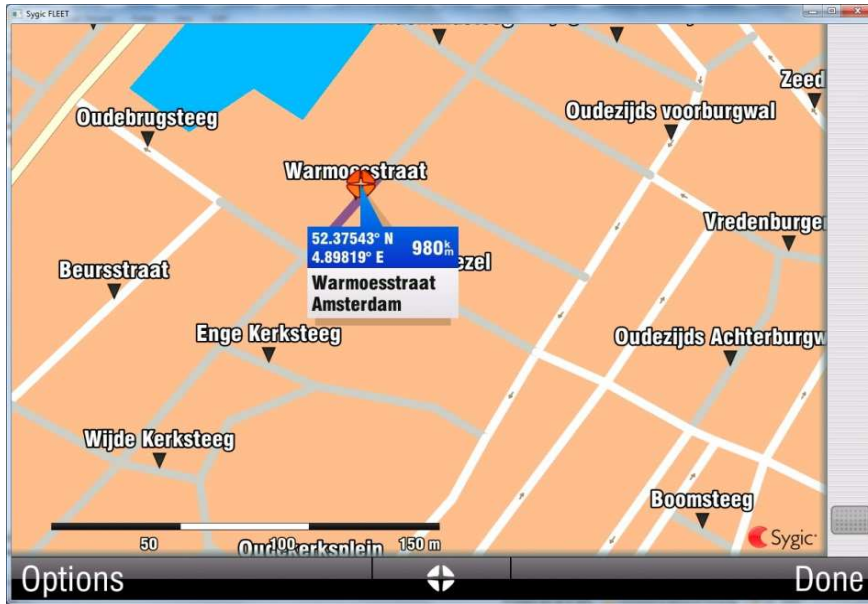 Sygic FLEET
Zeed
Oudebrugsteeg
Oudezijds voorburgwal
Warmoesstraat
Vredenburger
52.37543° N
4.89819° E
980 km
ezel
Beursstraat
Warmoesstraat
Amsterdam
Enge Kerksteeg
Oudezijds Achterburgw
Wijde Kerksteeg
Boomsteeg
50
100
150 m
Sygic
Options
Done